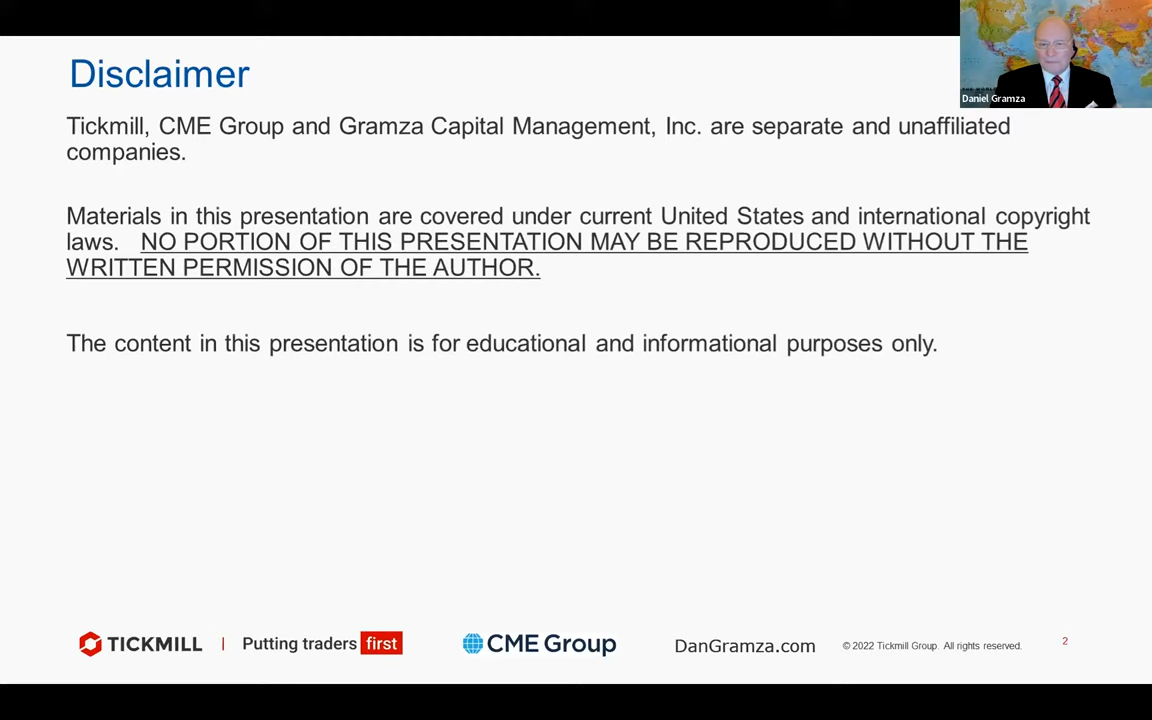 Disclaimer
Daniel Gramza
Tickmill, CME Group and Gramza Capital Management, Inc. are separate and unaffiliated
companies.
Materials in this presentation are covered under current United States and international copyright
laws. NO PORTION OF THIS PRESENTATION MAY BE REPRODUCED WITHOUT THE
WRITTEN PERMISSION OF THE AUTHOR.
The content in this presentation is for educational and informational purposes only.
TICKMILL | Putting traders first CME Group DanGramza.com © 2022 Tickmill Group. All rights reserved. 2